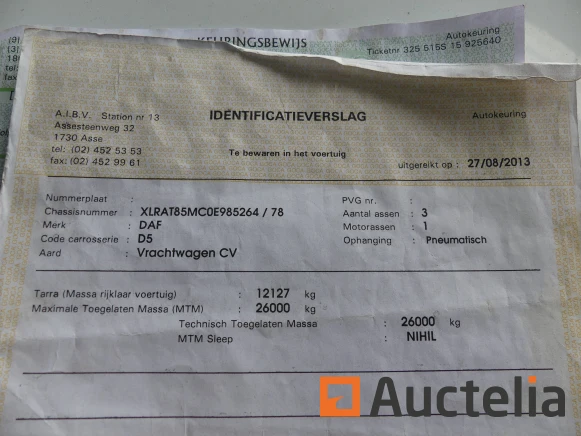 KEHRINGSBEWIJS
Autokeuring
Ticketnr 325 5155 15 925640
A.I.B.V. Station nr 13
Assesteenweg 32
1730 Asse
tel: (02) 452 53 53
fax: (02) 452 99 61
IDENTIFICATIEVERSLAG
Te bewaren in het voertuig
Autokeuring
uitgereikt op : 27/08/2013
Nummerplaat :
Chassisnummer : XLRAT85MC0E985264 / 78
Merk : DAF
Code carrosserie : D5
Aard : Vrachtwagen CV
PVG nr. :
Aantal assen : 3
Motorassen : 1
Ophanging : Pneumatisch
Tarra (Massa rijklaar voertuig) : 12127 kg
Maximale Toegelaten Massa (MTM) : 26000 kg
Technisch Toegelaten Massa : 26000 kg
MTM Sleep : NIHIL
Auctelia